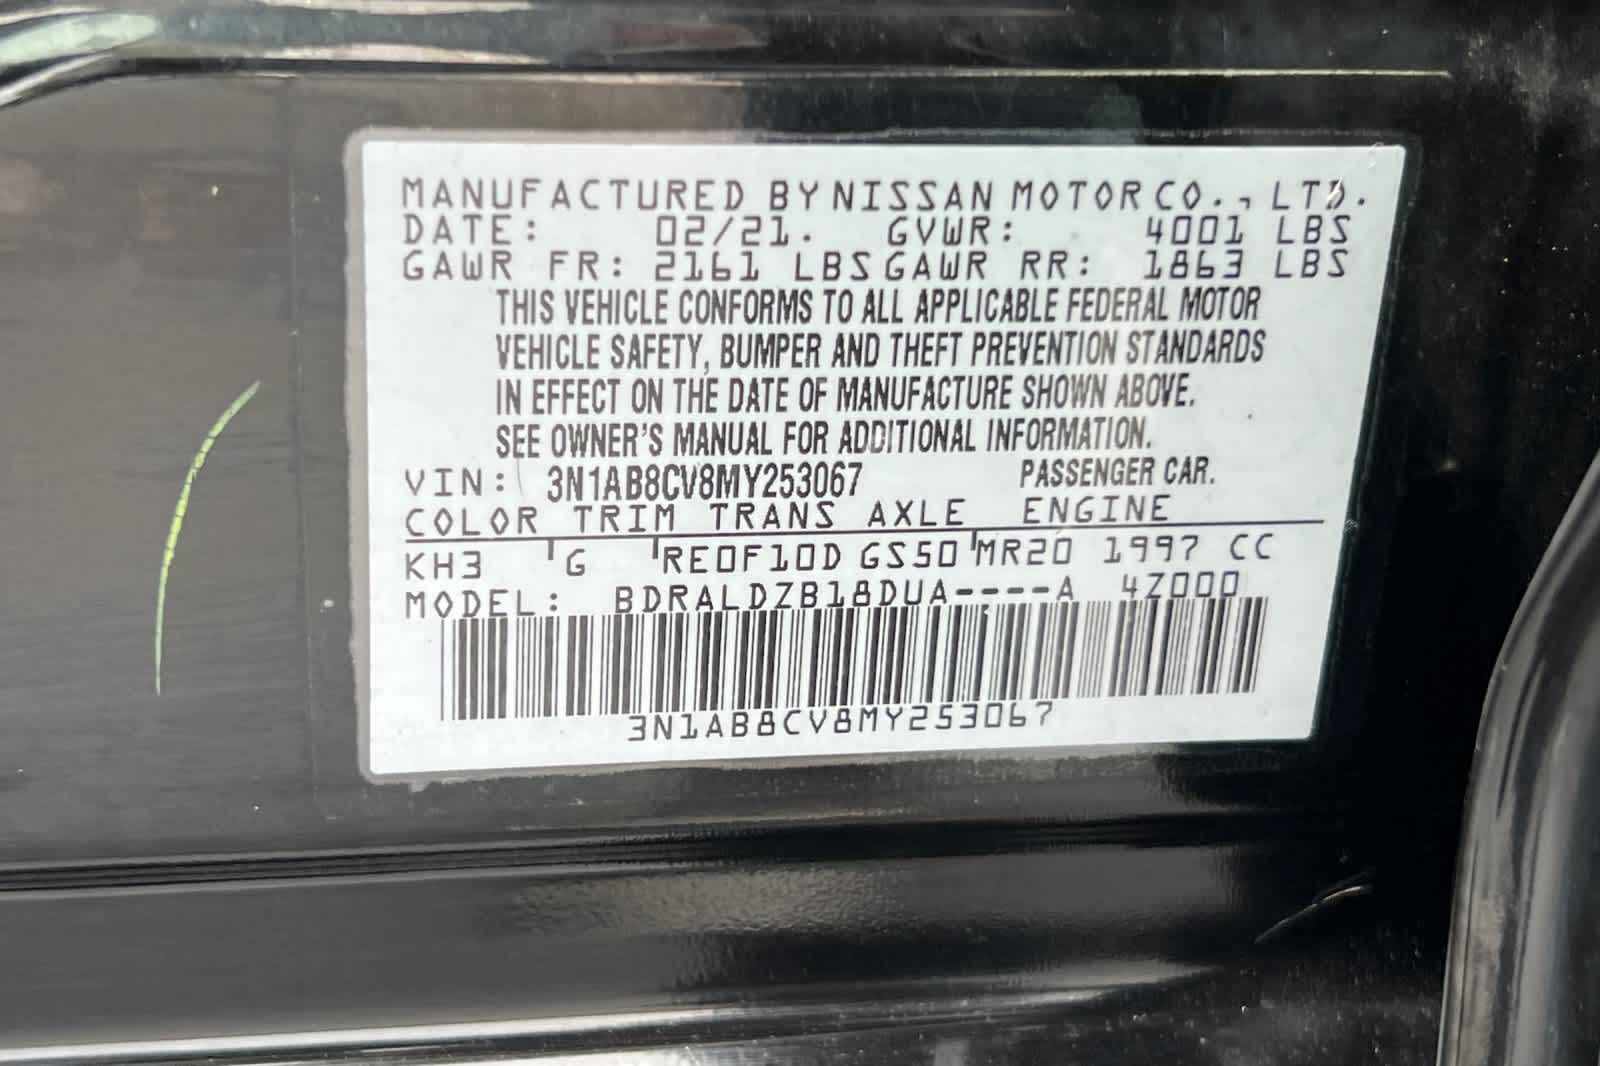 MANUFACTURED BY NISSAN MOTOR CO., LTD.
DATE: 02/21. GVWR: 4001 LBS
GAWR FR: 2161 LBS GAWR RR: 1863 LBS
THIS VEHICLE CONFORMS TO ALL APPLICABLE FEDERAL MOTOR
VEHICLE SAFETY, BUMPER AND THEFT PREVENTION STANDARDS
IN EFFECT ON THE DATE OF MANUFACTURE SHOWN ABOVE.
SEE OWNER'S MANUAL FOR ADDITIONAL INFORMATION.
VIN: 3N1AB8CV8MY253067 PASSENGER CAR.
COLOR TRIM TRANS AXLE ENGINE
KH3 G RE0F10D GS50 MR20 1997 CC
MODEL: BDRALDZB18DUA----A 4Z000
3N1AB8CV8MY253067